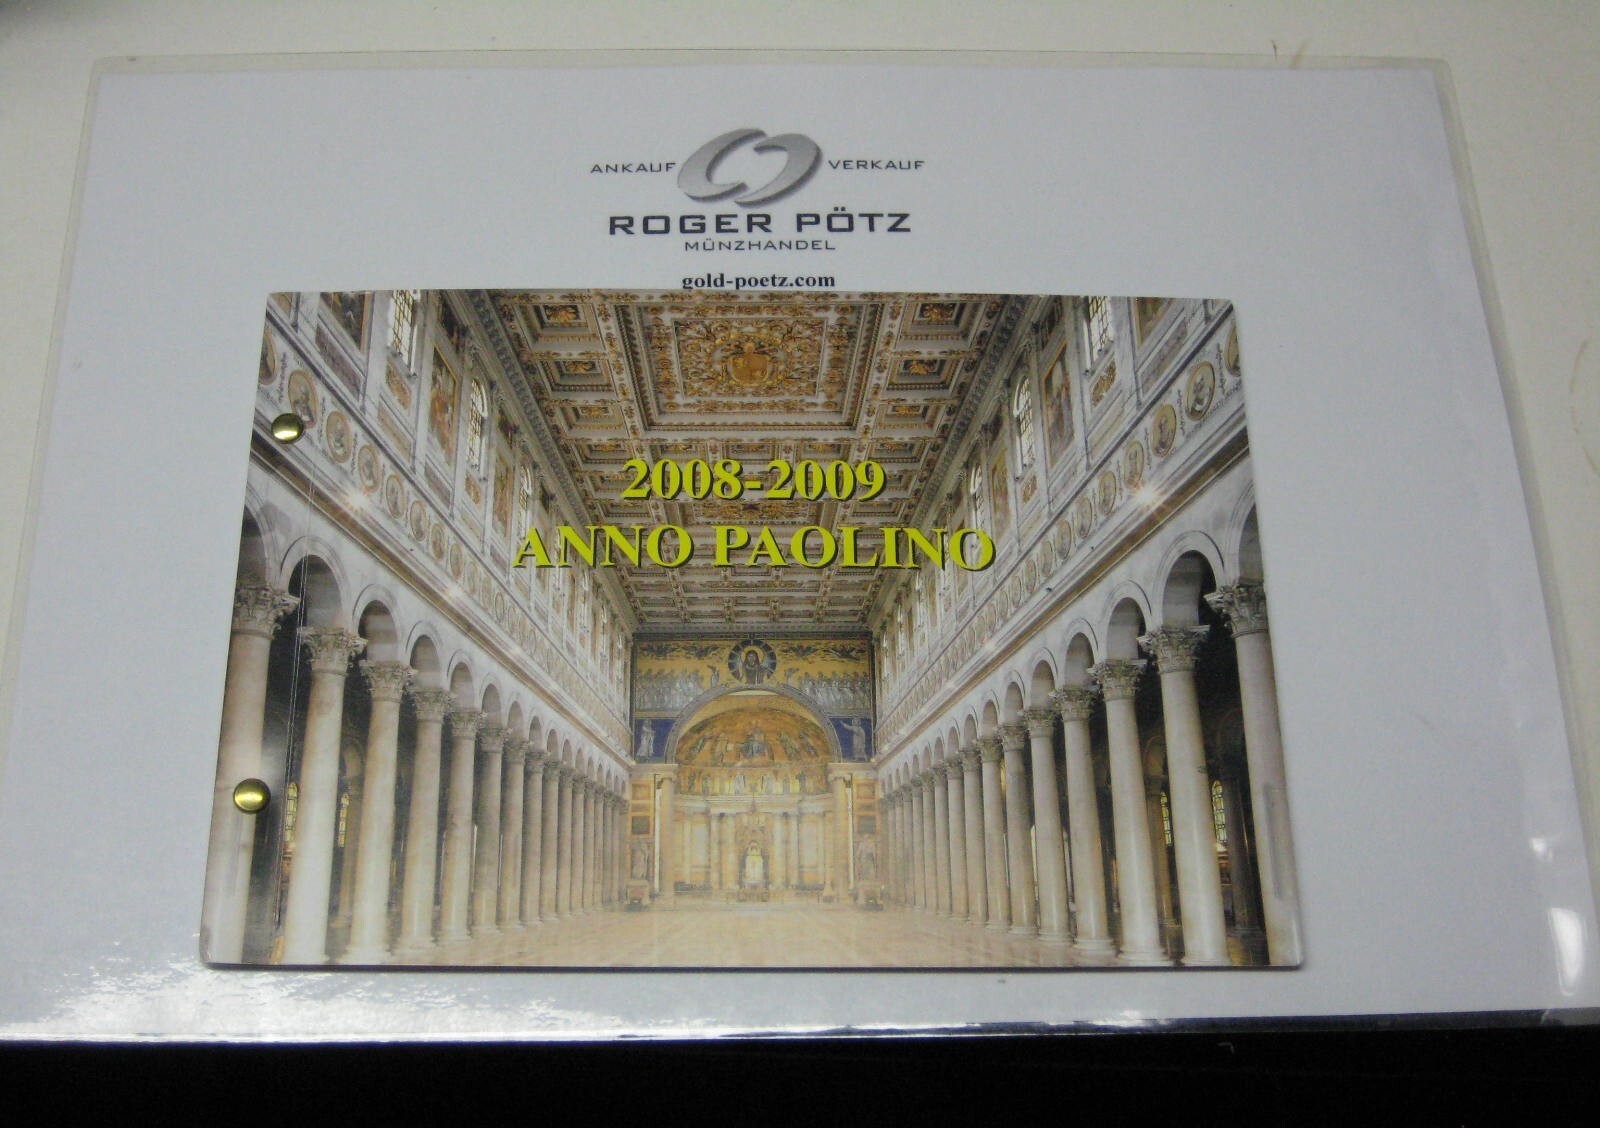 ANKAUF VERKAUF
ROGER PÖTZ
MÜNZHANDEL
gold-poetz.com
2008-2009
ANNO PAOLINO